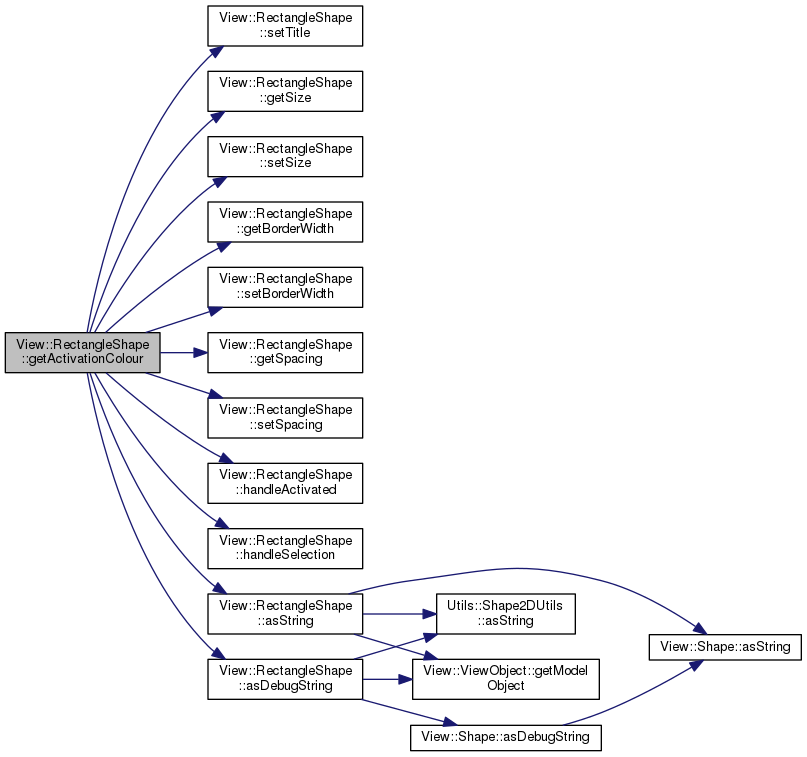 View::RectangleShape
::setTitle
View::RectangleShape
::getSize
View::RectangleShape
::setSize
View::RectangleShape
::getBorderWidth
View::RectangleShape
::setBorderWidth
View::RectangleShape
::getActivationColour
View::RectangleShape
::getSpacing
View::RectangleShape
::setSpacing
View::RectangleShape
::handleActivated
View::RectangleShape
::handleSelection
View::RectangleShape
::asString
Utils::Shape2DUtils
::asString
View::Shape::asString
View::RectangleShape
::asDebugString
View::ViewObject::getModel
Object
View::Shape::asDebugString